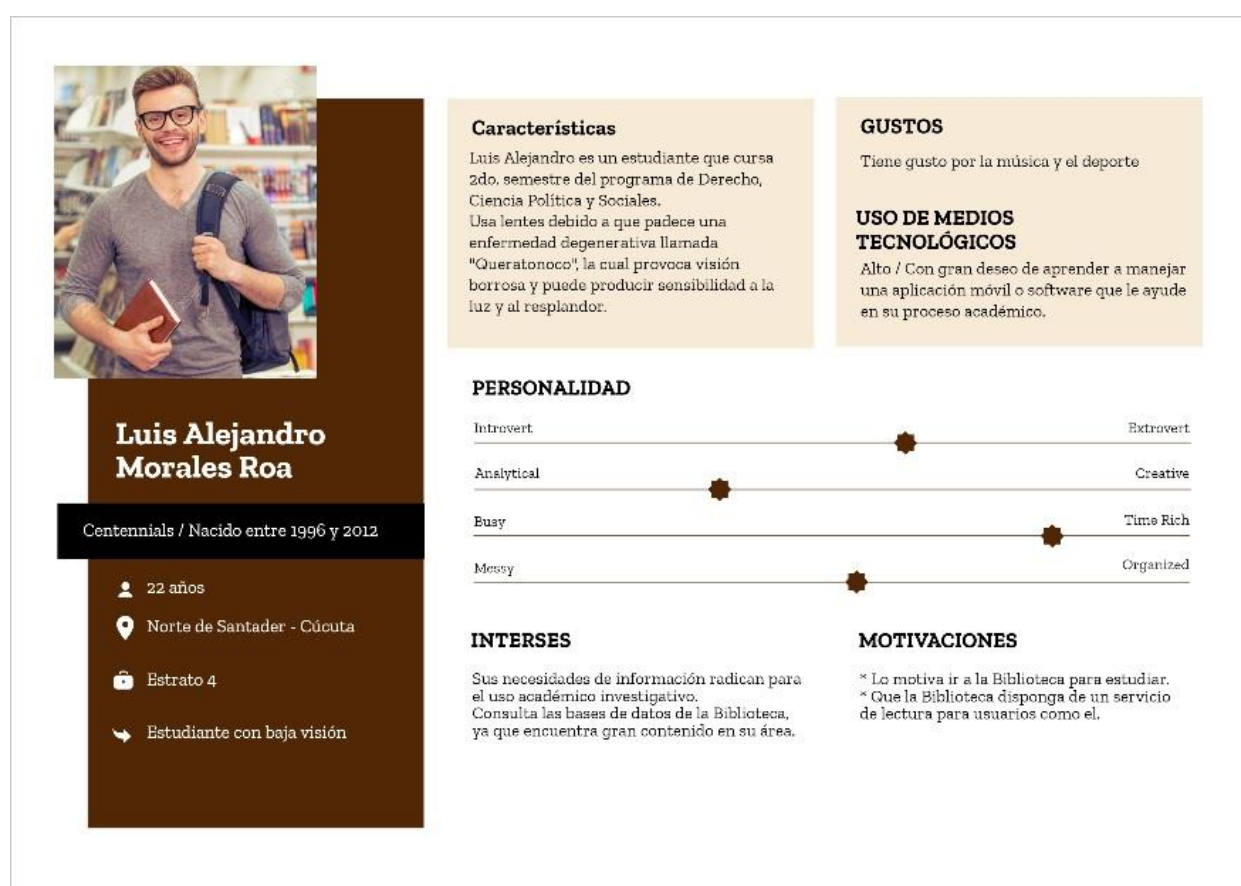 Luis Alejandro
Morales Roa
Centennials / Nacido entre 1996 y 2012
22 años
Norte de Santader - Cúcuta
Estrato 4
Estudiante con baja visión
Características
Luis Alejandro es un estudiante que cursa
2do. semestre del programa de Derecho,
Ciencia Política y Sociales.
Usa lentes debido a que padece una
enfermedad degenerativa llamada
"Queratonoco", la cual provoca visión
borrosa y puede producir sensibilidad a la
luz y al resplandor.
GUSTOS
Tiene gusto por la música y el deporte
USO DE MEDIOS
TECNOLÓGICOS
Alto / Con gran deseo de aprender a manejar
una aplicación móvil o software que le ayude
en su proceso académico.
PERSONALIDAD
Introvert Extrovert
Analytical Creative
Busy Time Rich
Messy Organized
INTERSES
Sus necesidades de información radican para
el uso académico investigativo.
Consulta las bases de datos de la Biblioteca,
ya que encuentra gran contenido en su área.
MOTIVACIONES
* Lo motiva ir a la Biblioteca para estudiar.
* Que la Biblioteca disponga de un servicio
de lectura para usuarios como el.